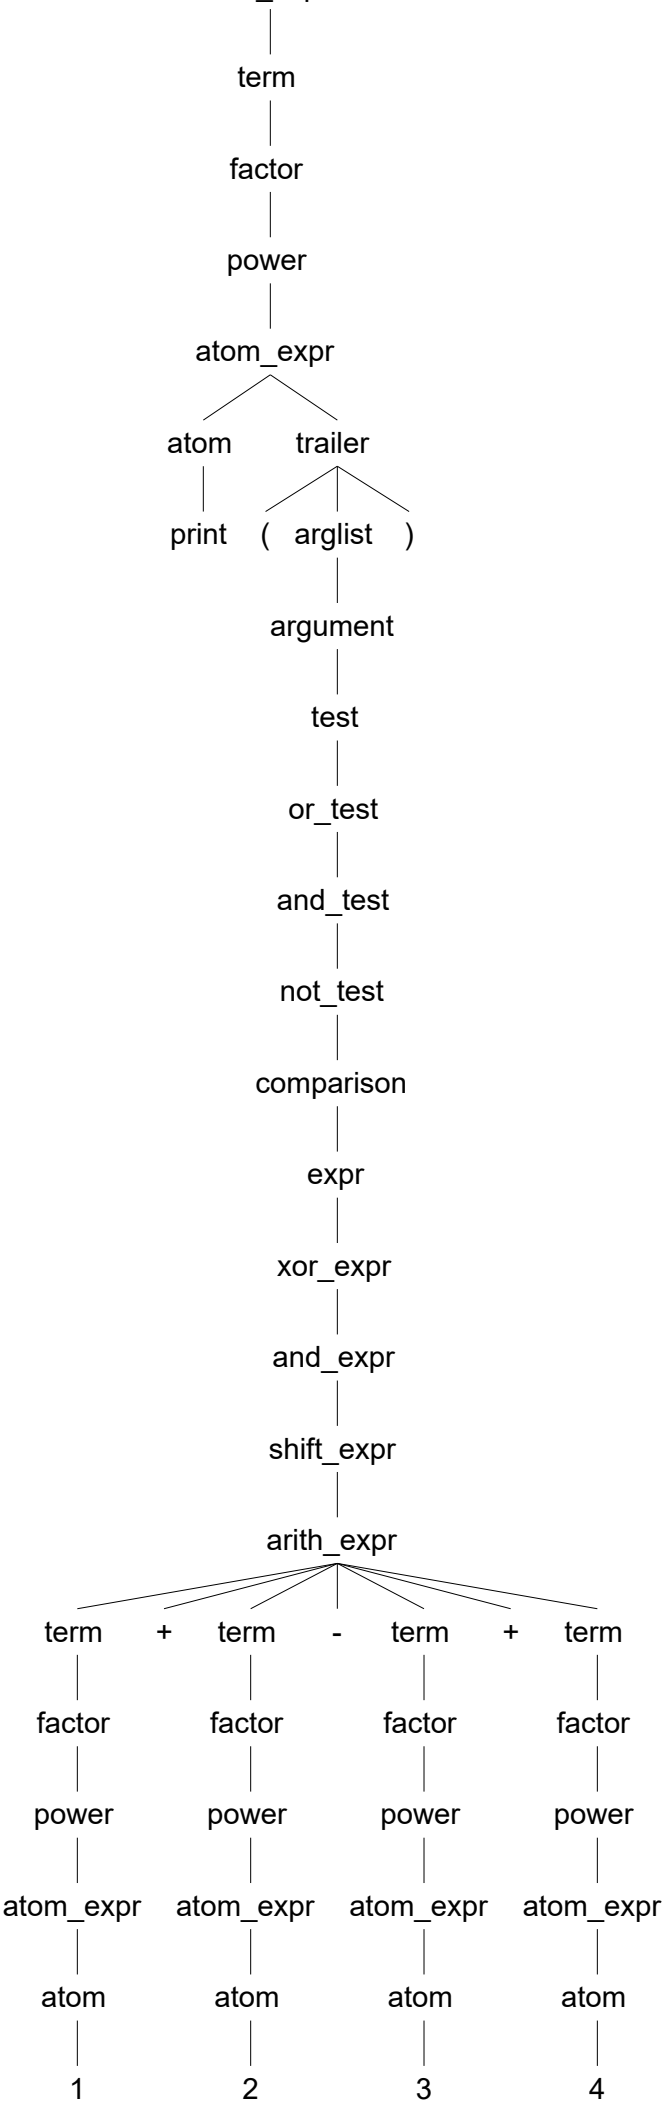 term
factor
power
atom_expr
atom trailer
print ( arglist )
argument
test
or_test
and_test
not_test
comparison
expr
xor_expr
and_expr
shift_expr
arith_expr
term + term - term + term
factor factor factor factor
power power power power
atom_expr atom_expr atom_expr atom_expr
atom atom atom atom
1 2 3 4